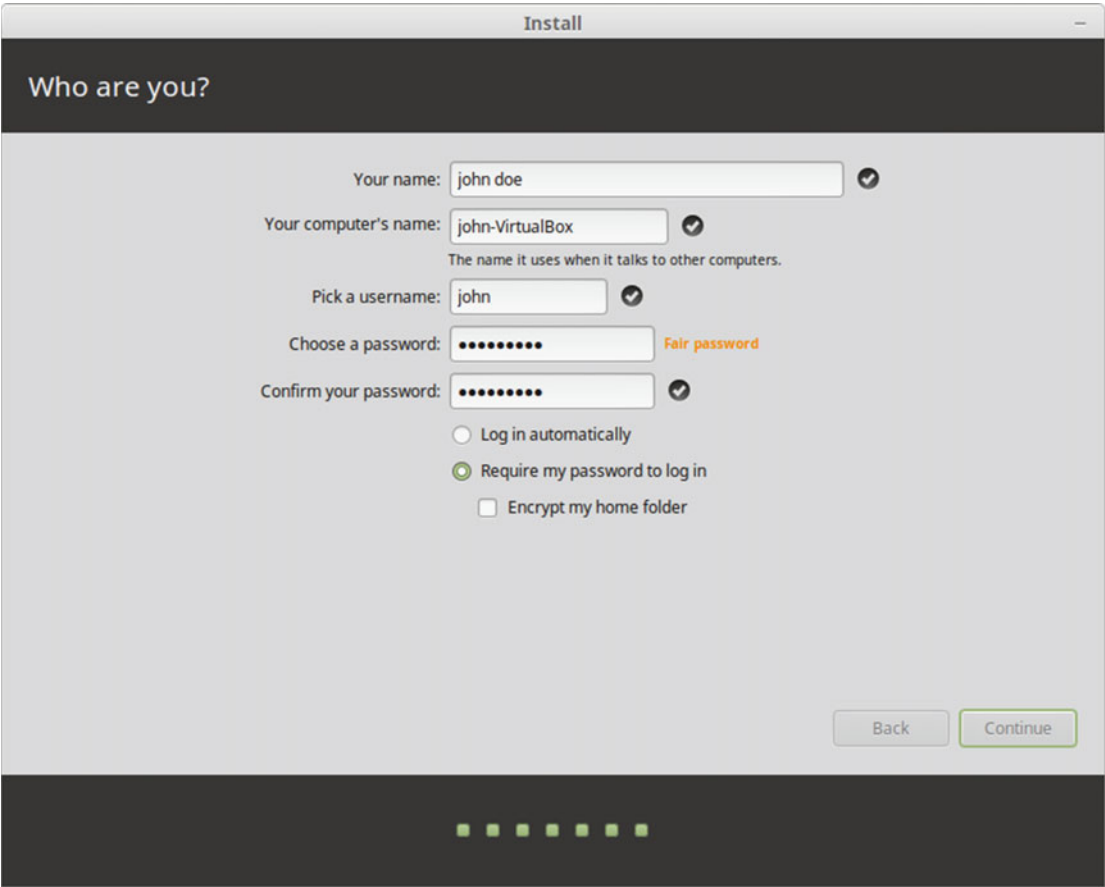 Install
Who are you?
Your name: john doe
Your computer's name: john-VirtualBox
The name it uses when it talks to other computers.
Pick a username: john
Choose a password: ●●●●●●●●● Fair password
Confirm your password: ●●●●●●●●●
Log in automatically
Require my password to log in
Encrypt my home folder
Back Continue